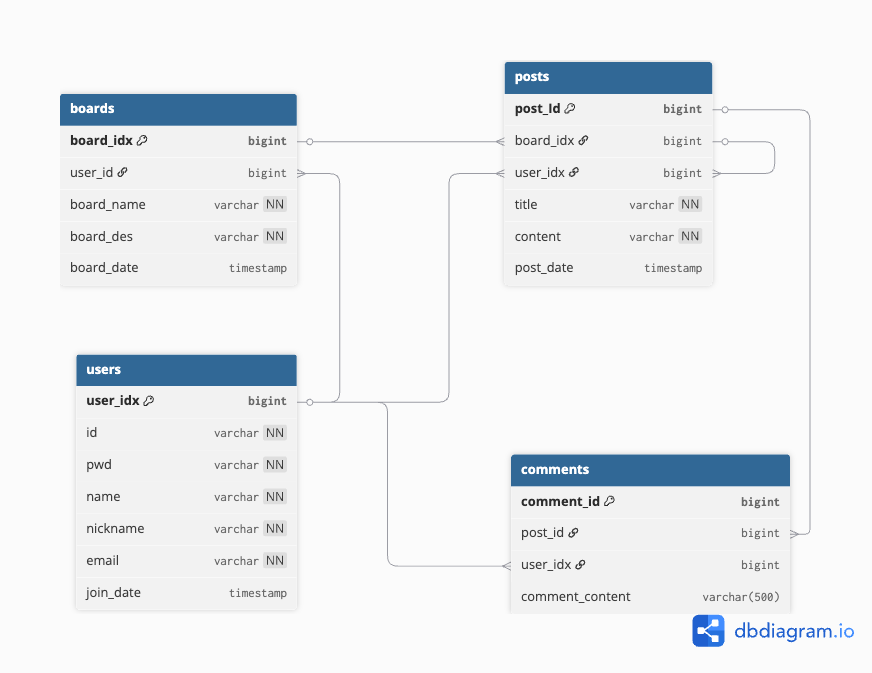 boards
board_idx bigint
user_id bigint
board_name varchar NN
board_des varchar NN
board_date timestamp
posts
post_Id bigint
board_idx bigint
user_idx bigint
title varchar NN
content varchar NN
post_date timestamp
users
user_idx bigint
id varchar NN
pwd varchar NN
name varchar NN
nickname varchar NN
email varchar NN
join_date timestamp
comments
comment_id bigint
post_id bigint
user_idx bigint
comment_content varchar(500)
dbdiagram.io